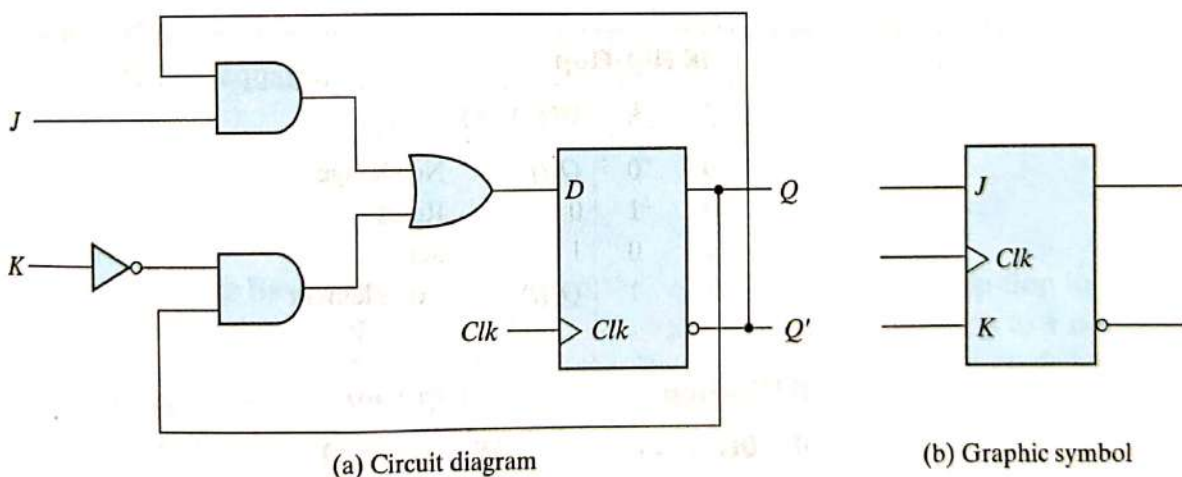 J
K
D
Clk
Clk
Q
Q'
(a) Circuit diagram
J
Clk
K
(b) Graphic symbol